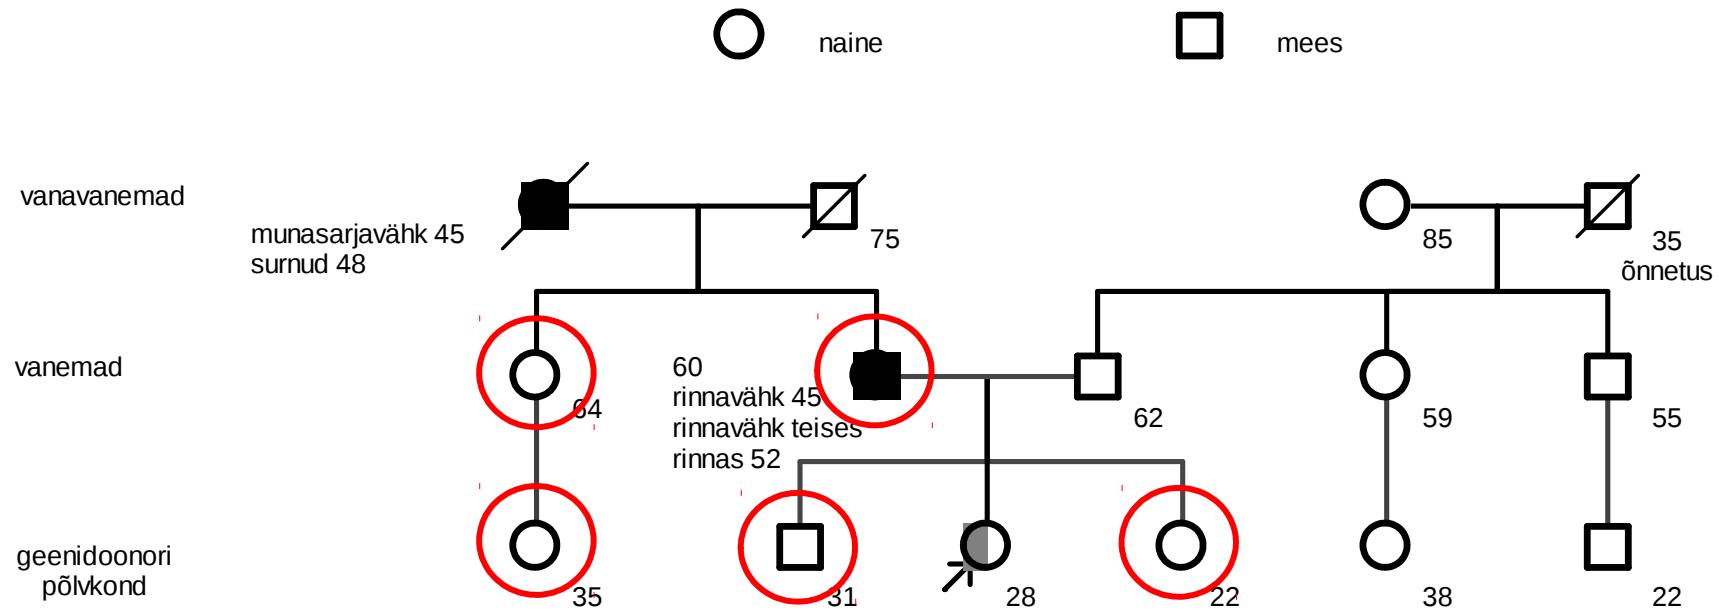 naine
mees
vanavanemad
munasarjavähk 45
surnud 48
75
85
35
õnnetus
vanemad
64
60
rinnavähk 45
rinnavähk teises
rinnas 52
62
59
55
geenidoonori
põlvkond
35
31
28
22
38
22